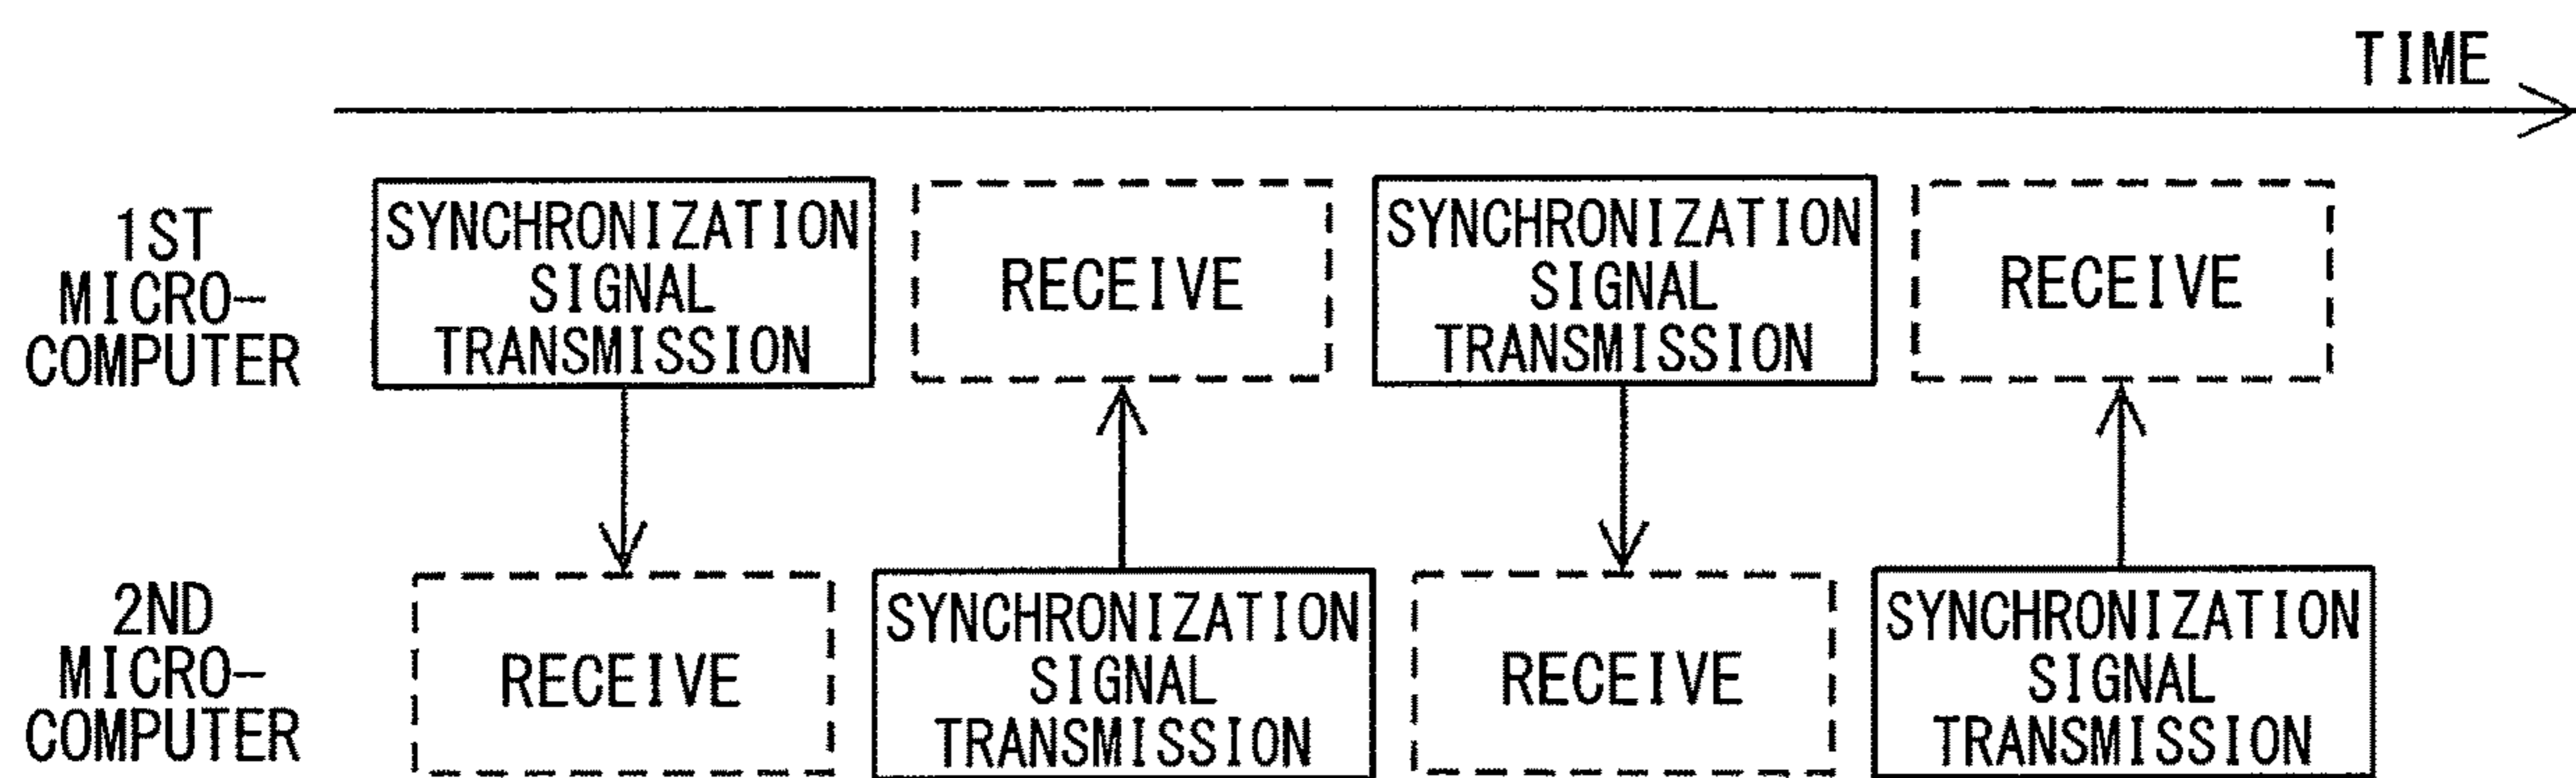 TIME
1ST
MICRO-
COMPUTER
SYNCHRONIZATION
SIGNAL
TRANSMISSION
RECEIVE
SYNCHRONIZATION
SIGNAL
TRANSMISSION
RECEIVE
2ND
MICRO-
COMPUTER
RECEIVE
SYNCHRONIZATION
SIGNAL
TRANSMISSION
RECEIVE
SYNCHRONIZATION
SIGNAL
TRANSMISSION